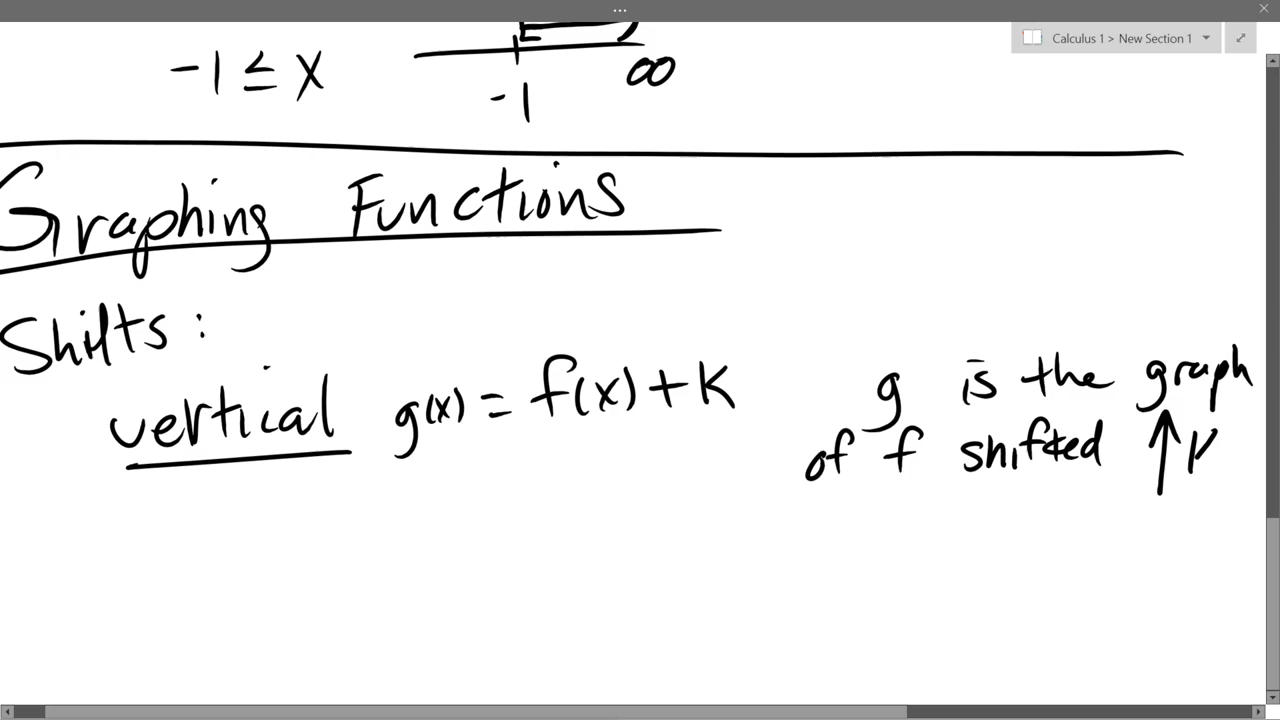 Calculus 1 > New Section 1
-1 ≤ x
-1
∞
Graphing Functions
Shifts:
vertical g(x) = f(x) + K
g is the graph
of f shifted ↑